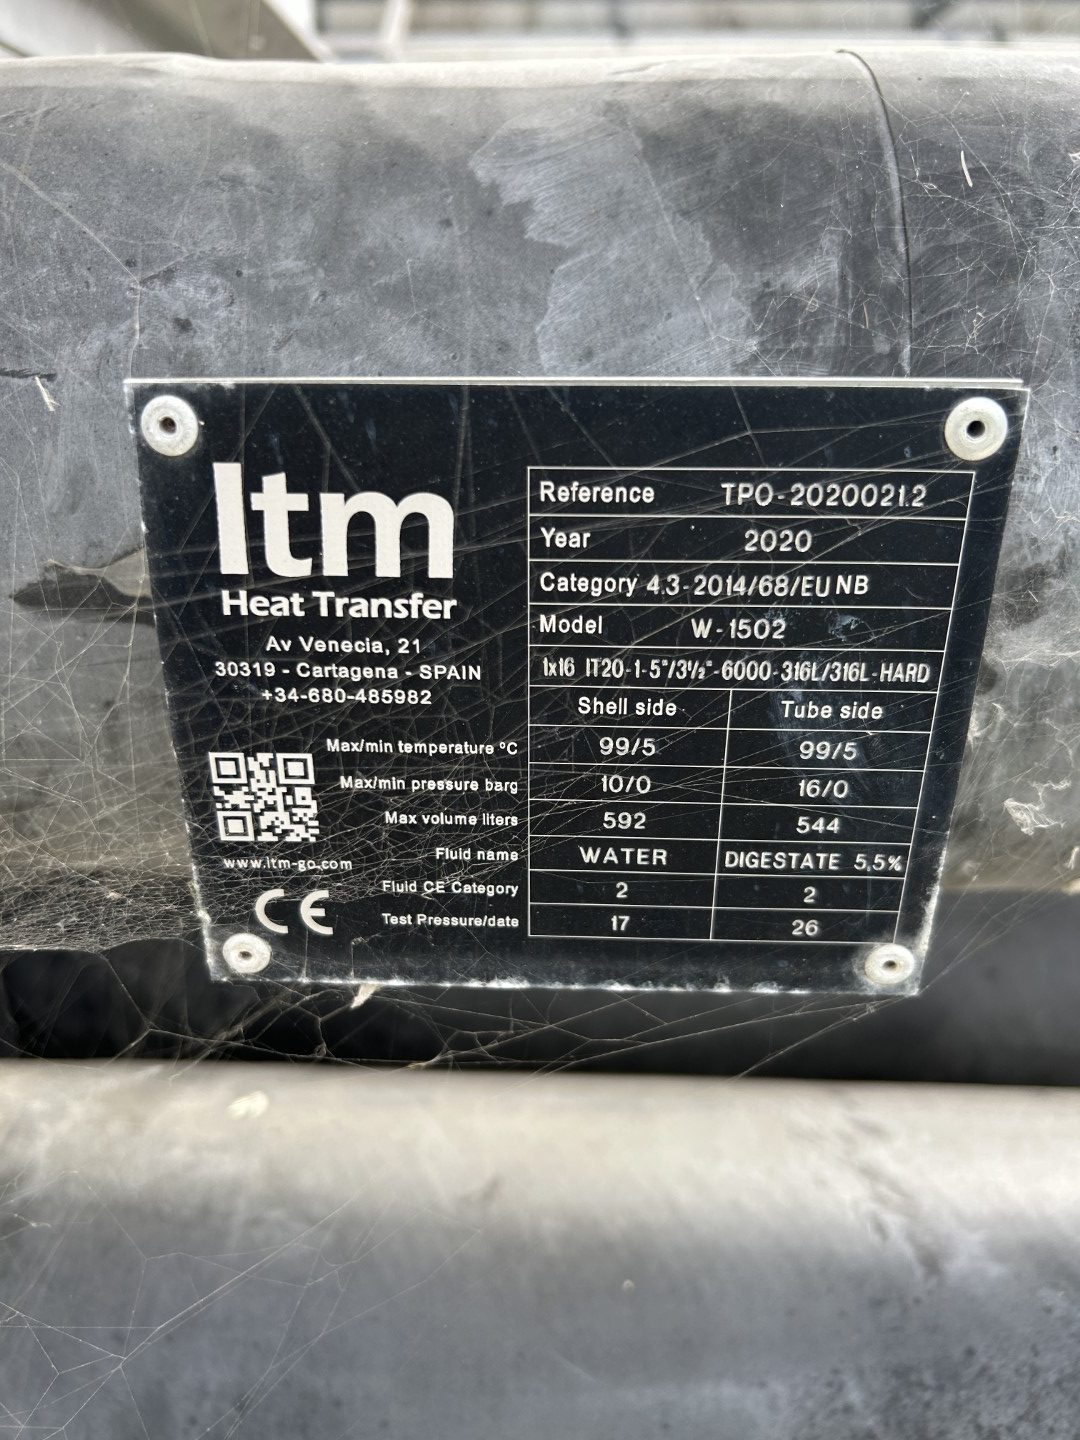 ltm
Heat Transfer
Av Venecia, 21
30319 - Cartagena - SPAIN
+34-680-485982
www.ltm-go.com
CE
Reference TPO-20200212
Year 2020
Category 4.3-2014/68/EU NB
Model W-1502
1x16 IT20-1-5"/3½"-6000-316L/316L-HARD
Shell side Tube side
Max/min temperature ºC 99/5 99/5
Max/min pressure barg 10/0 16/0
Max volume liters 592 544
Fluid name WATER DIGESTATE 5,5%
Fluid CE Category 2 2
Test Pressure/date 17 26